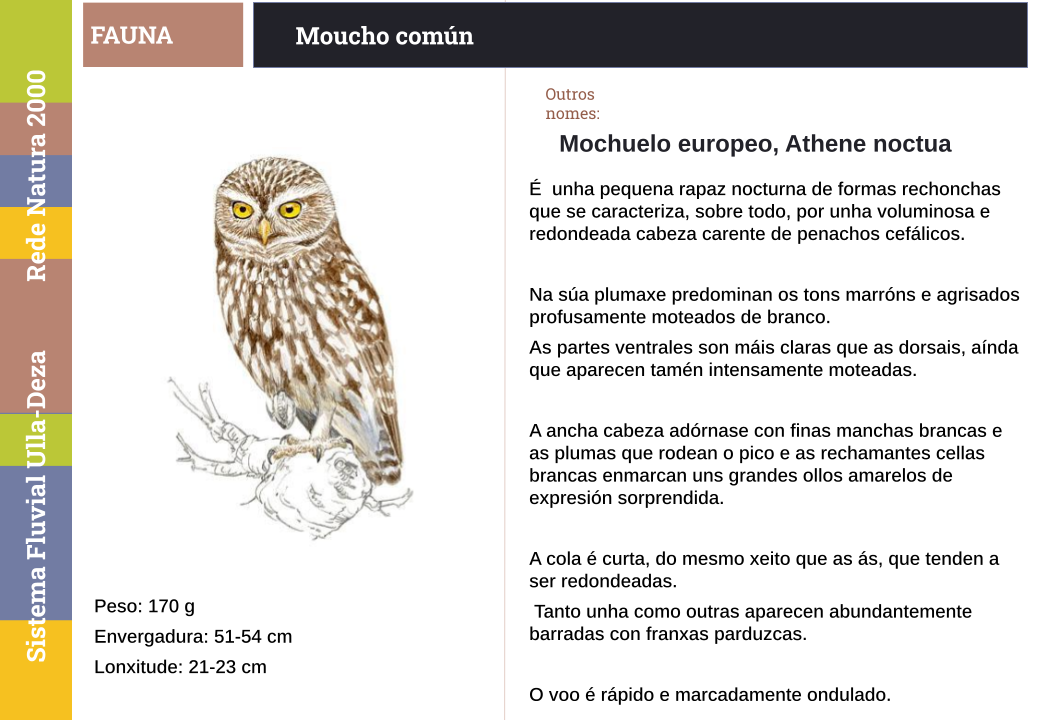 FAUNA
Moucho común
Rede Natura 2000
Sistema Fluvial Ulla-Deza
Peso: 170 g
Envergadura: 51-54 cm
Lonxitude: 21-23 cm
Outros
nomes:
Mochuelo europeo, Athene noctua
É  unha pequena rapaz nocturna de formas rechonchas
que se caracteriza, sobre todo, por unha voluminosa e
redondeada cabeza carente de penachos cefálicos.
Na súa plumaxe predominan os tons marróns e agrisados
profusamente moteados de branco.
As partes ventrales son máis claras que as dorsais, aínda
que aparecen tamén intensamente moteadas.
A ancha cabeza adórnase con finas manchas brancas e
as plumas que rodean o pico e as rechamantes cellas
brancas enmarcan uns grandes ollos amarelos de
expresión sorprendida.
A cola é curta, do mesmo xeito que as ás, que tenden a
ser redondeadas.
Tanto unha como outras aparecen abundantemente
barradas con franxas parduzcas.
O voo é rápido e marcadamente ondulado.